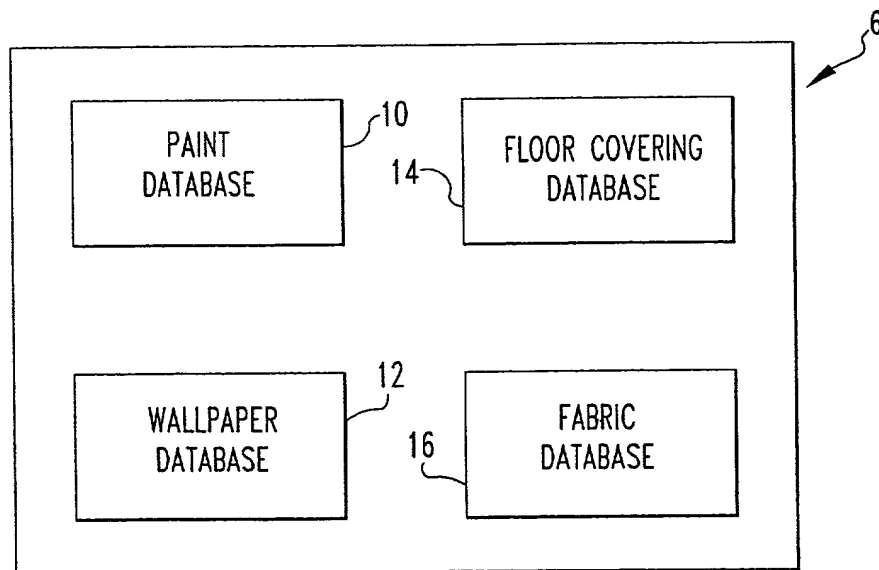 6
PAINT
DATABASE
10
FLOOR COVERING
DATABASE
14
WALLPAPER
DATABASE
12
FABRIC
DATABASE
16